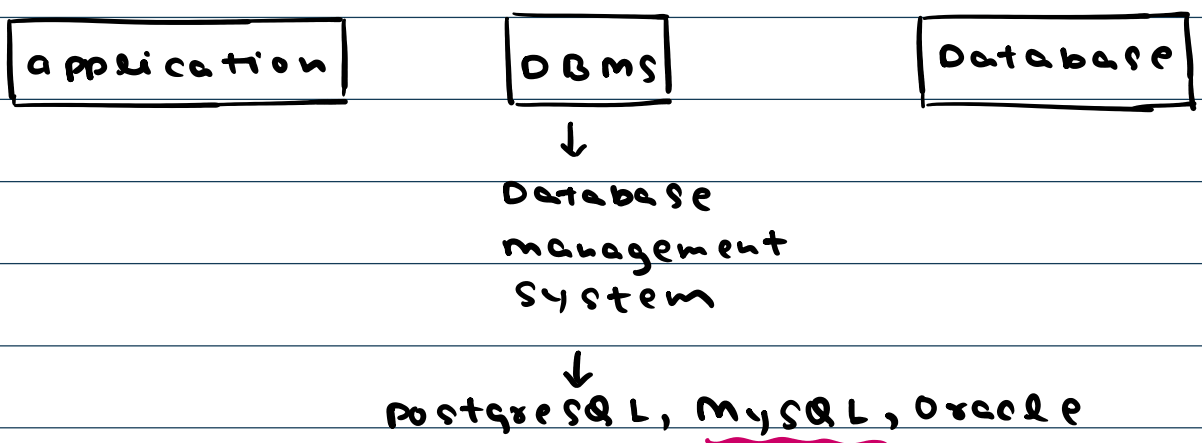 application DBMS Database
Database
management
system
PostgreSQL, MySQL, Oracle